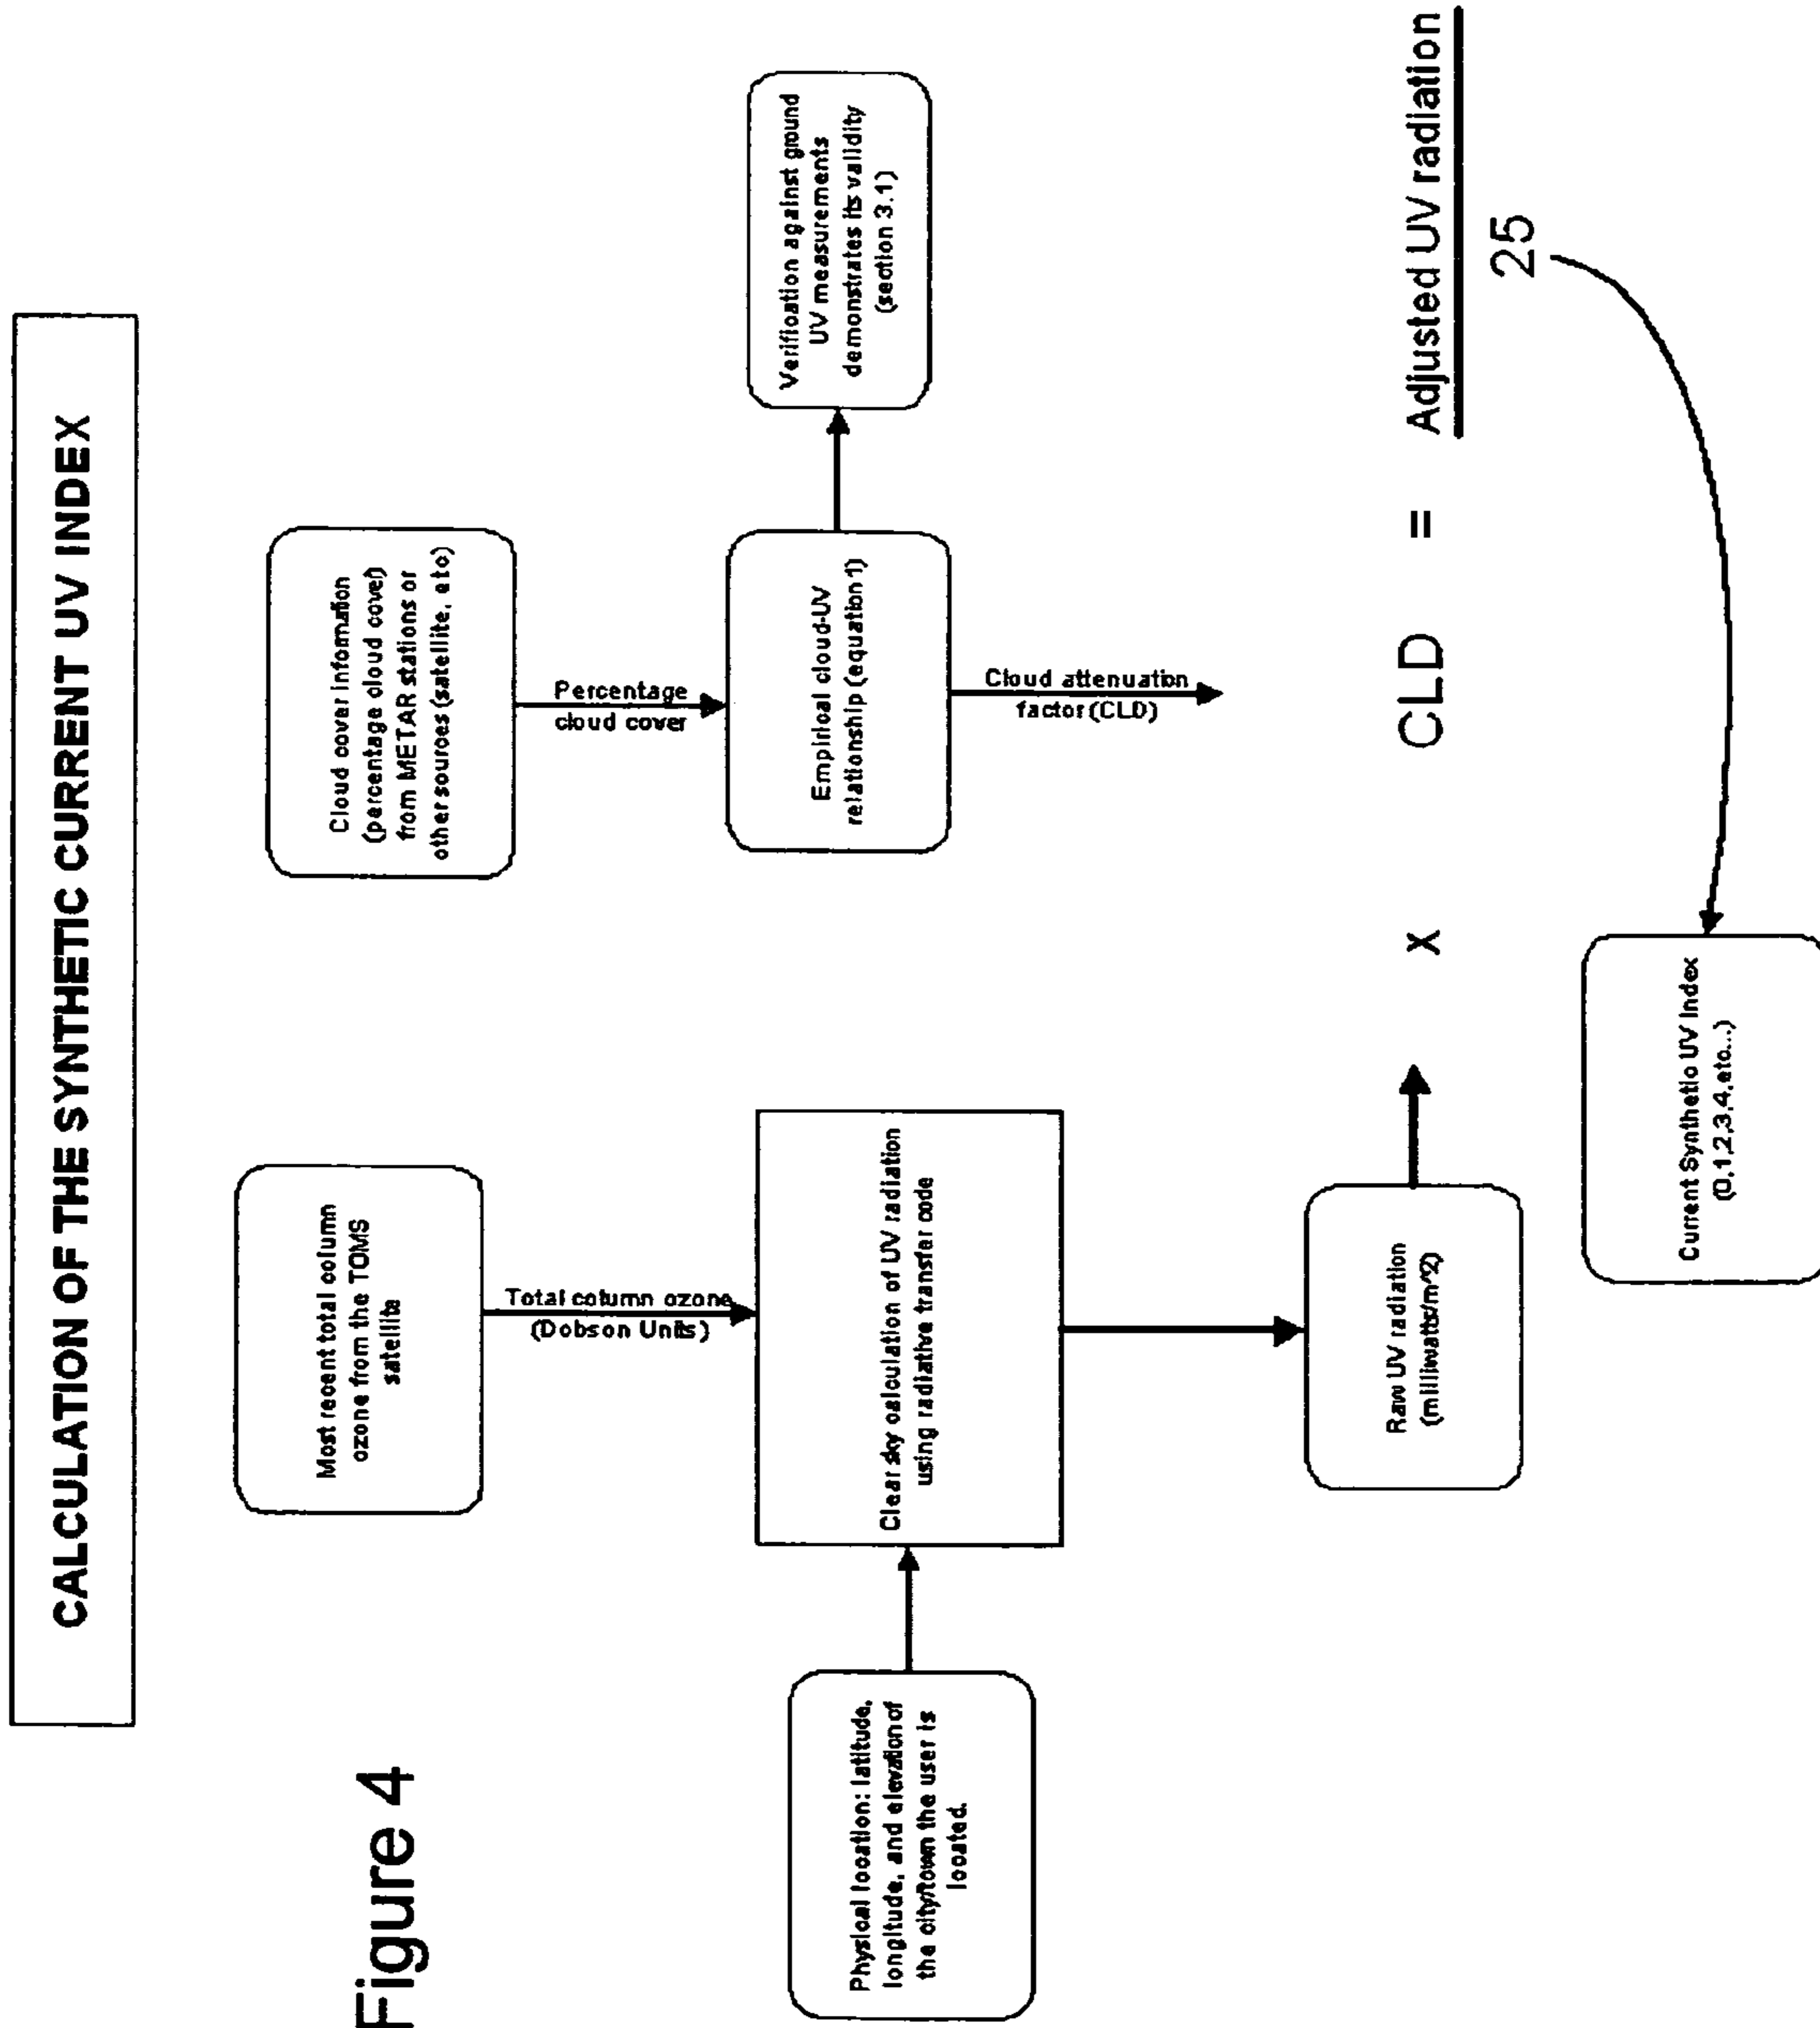 CALCULATION OF THE SYNTHETIC CURRENT UV INDEX
Figure 4
Most recent total column
ozone from the TOMS
satellite
Total column ozone
(Dobson Units)
Cloud cover information
(percentage cloud cover)
from METAR stations or
other sources (satellite, etc)
Percentage
cloud cover
Physical location: latitude,
longitude, and elevation of
the city/town the user is
located.
Clear sky calculation of UV radiation
using radiative transfer code
Empirical cloud-UV
relationship (equation 1)
Verification against ground
UV measurements
demonstrates its validity
(section 3.1)
Cloud attenuation
factor (CLD)
Raw UV radiation
(milliwatts/m^2)
x CLD = Adjusted UV radiation
25
Current Synthetic UV Index
(0,1,2,3,4,etc...)